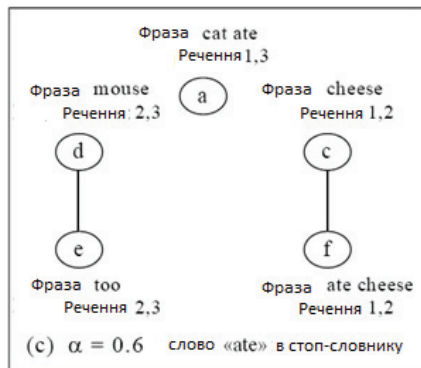 Фраза cat ate
Речення 1,3
a
Фраза mouse
Речення: 2,3
d
Фраза cheese
Речення 1,2
c
e
Фраза too
Речення 2,3
f
Фраза ate cheese
Речення 1,2
(c) α = 0.6 слово «ate» в стоп-словнику